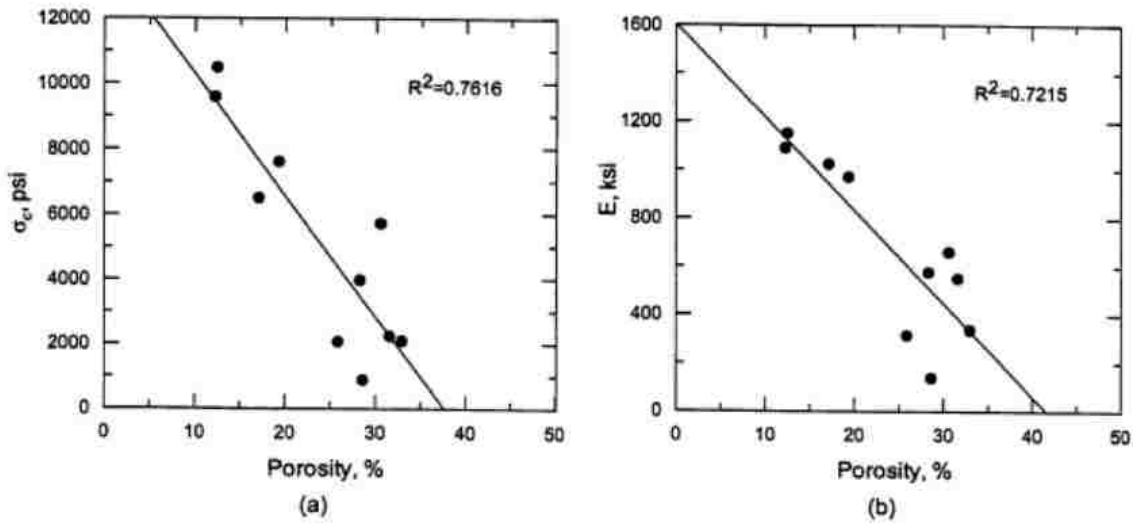 12000
10000
8000
6000
4000
2000
0
σc, psi
R²=0.7616
0 10 20 30 40 50
Porosity, %
(a)
1600
1200
800
400
0
E, ksi
R²=0.7215
0 10 20 30 40 50
Porosity, %
(b)